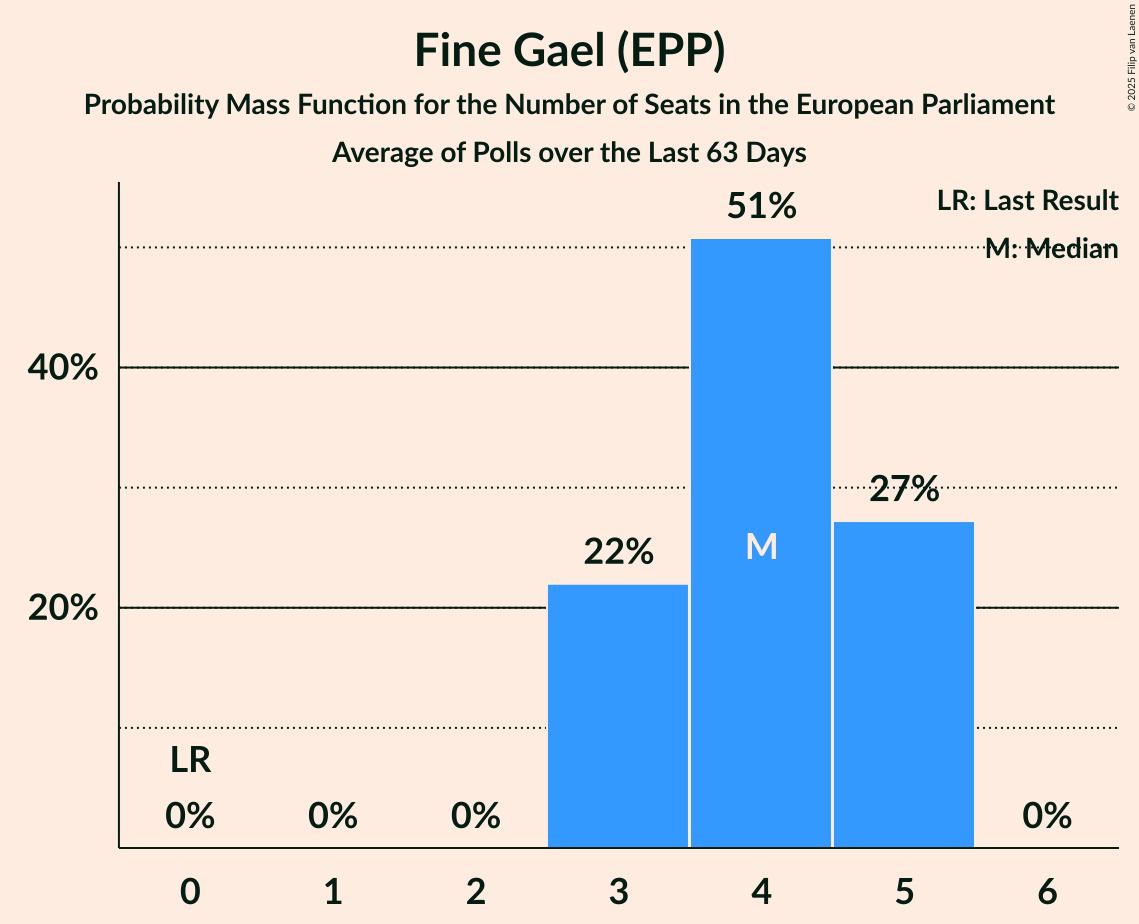 Fine Gael (EPP)
Probability Mass Function for the Number of Seats in the European Parliament
Average of Polls over the Last 63 Days
© 2025 Filip van Laenen
LR: Last Result
M: Median
51%
40%
27%
22%
M
20%
LR
0%
0%
0%
0%
0 1 2 3 4 5 6